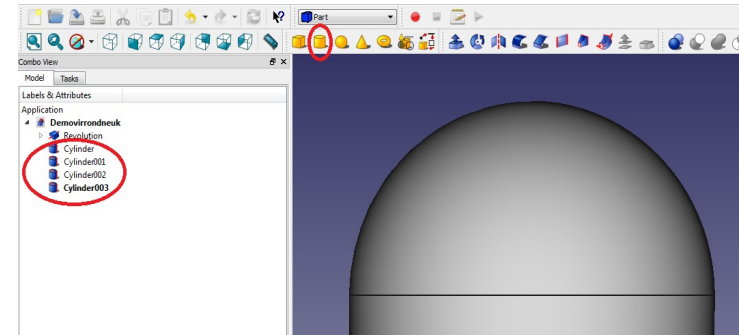 Part
Combo View
Model Tasks
Labels & Attributes
Application
Demovirrondneuk
Revolution
Cylinder
Cylinder001
Cylinder002
Cylinder003